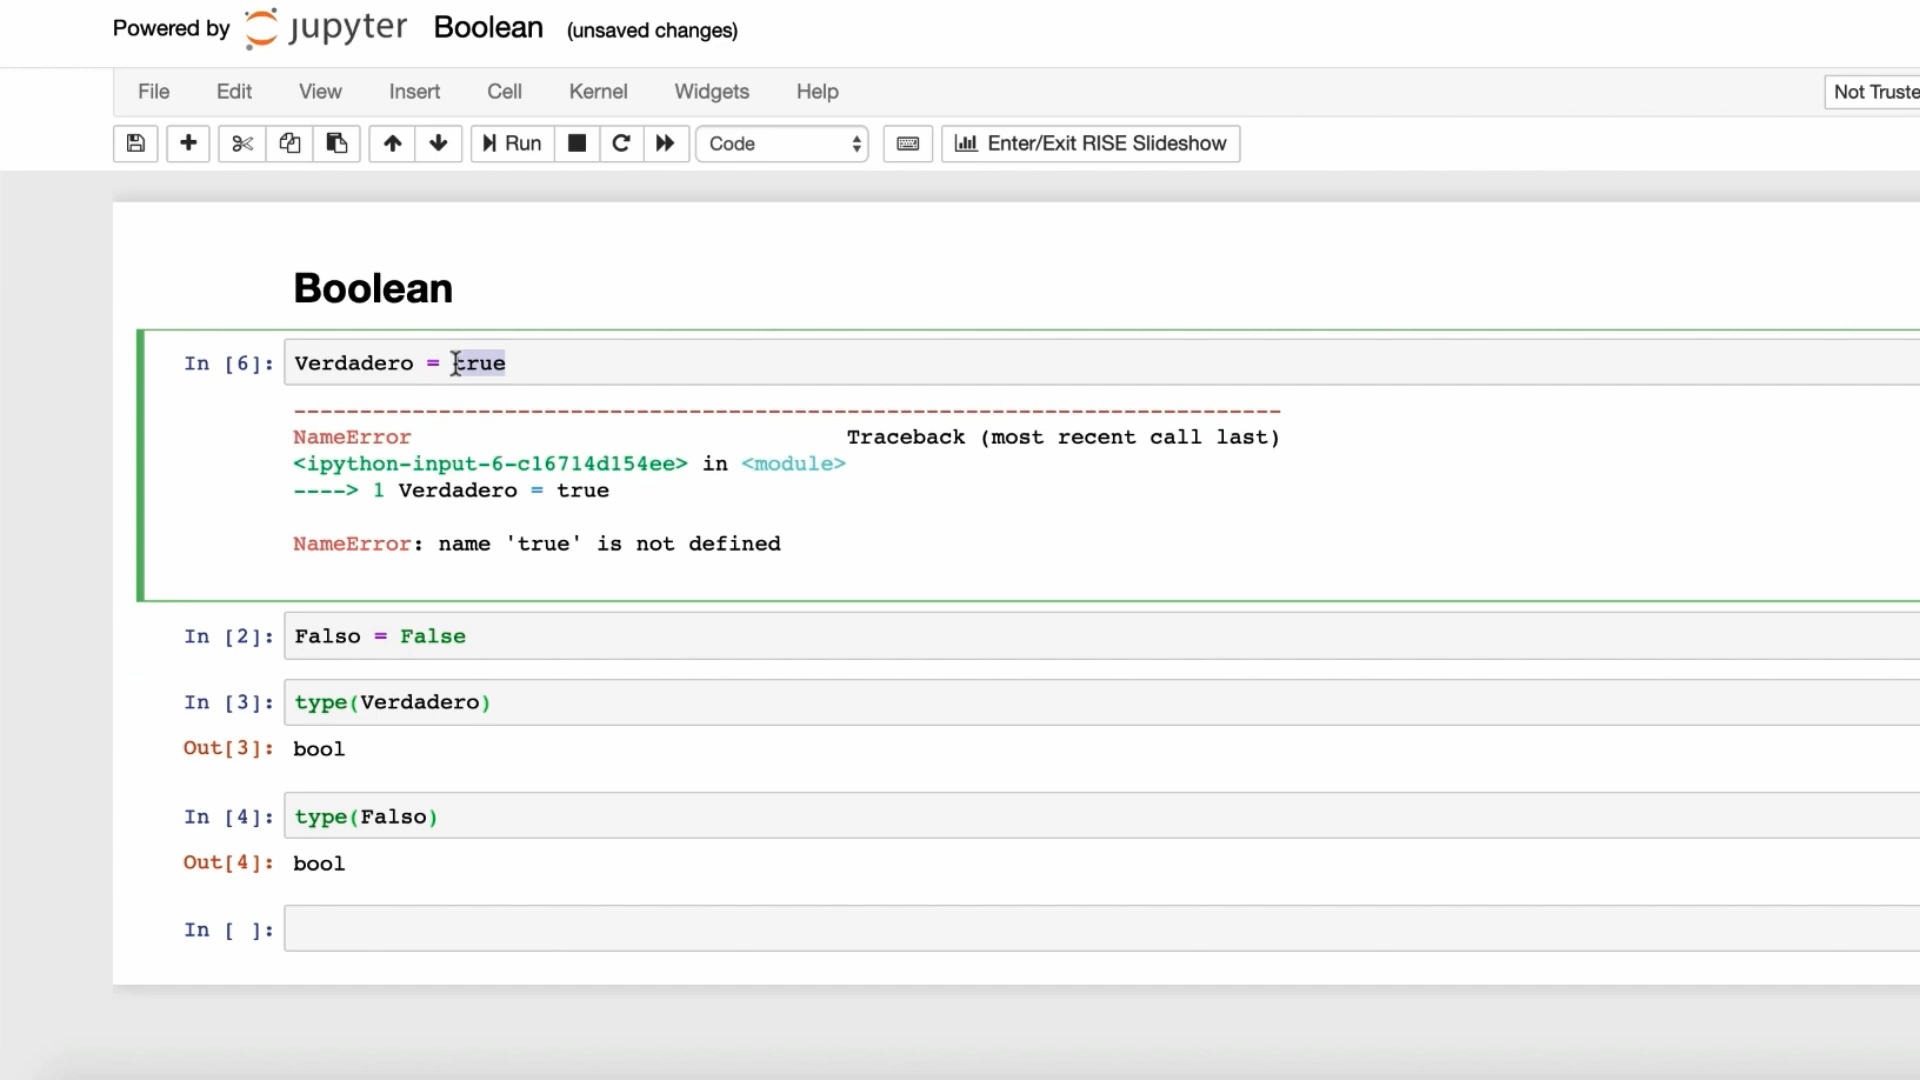 Powered by jupyter Boolean (unsaved changes)
File Edit View Insert Cell Kernel Widgets Help Not Truste
Run Code Enter/Exit RISE Slideshow
Boolean
In [6]: Verdadero = true
---------------------------------------------------------------------------
NameError Traceback (most recent call last)
<ipython-input-6-c16714d154ee> in <module>
----> 1 Verdadero = true
NameError: name 'true' is not defined
In [2]: Falso = False
In [3]: type(Verdadero)
Out[3]: bool
In [4]: type(Falso)
Out[4]: bool
In [ ]: